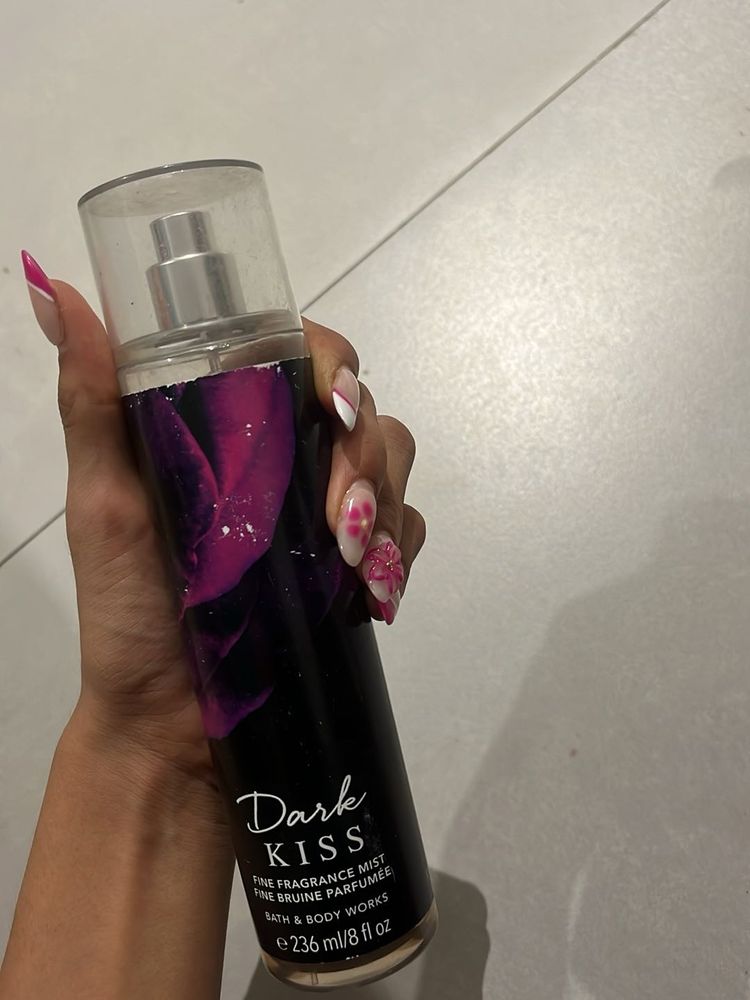 Dark
KISS
FINE FRAGRANCE MIST
FINE BRUINE PARFUMÉE
BATH & BODY WORKS
℮ 236 ml/8 fl oz